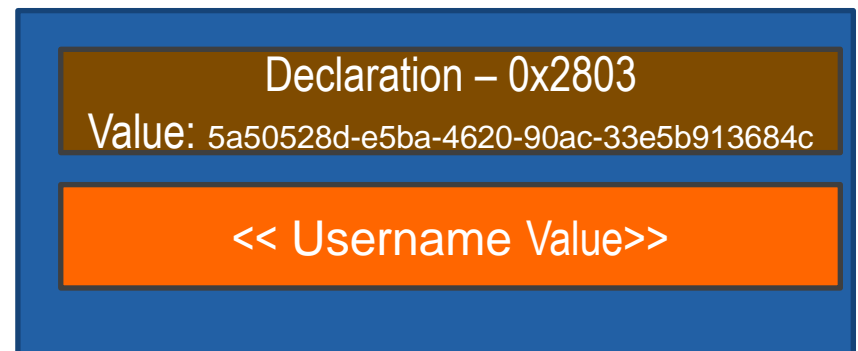 Declaration – 0x2803
Value: 5a50528d-e5ba-4620-90ac-33e5b913684c
<< Username Value>>